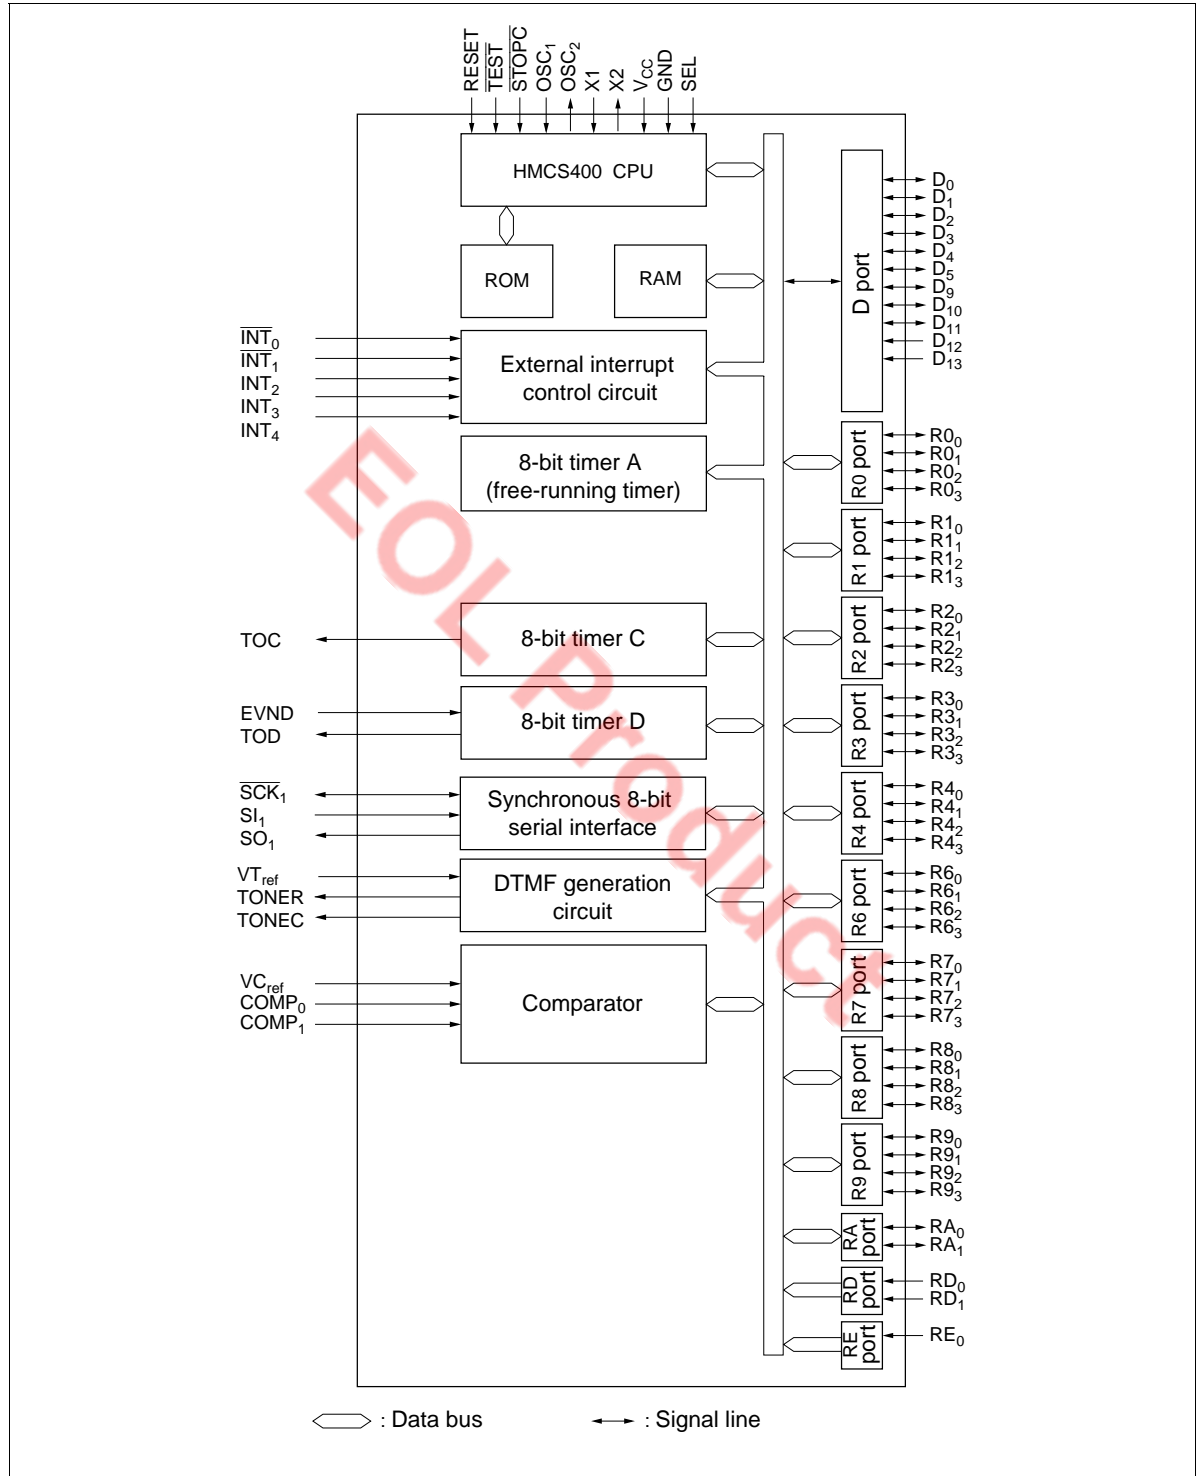 RESET
TEST
STOPC
OSC₁
OSC₂
X1
X2
V_CC
GND
SEL
HMCS400 CPU
ROM
RAM
INT₀
INT₁
INT₂
INT₃
INT₄
External interrupt
control circuit
8-bit timer A
(free-running timer)
TOC
8-bit timer C
EVND
TOD
8-bit timer D
SCK₁
SI₁
SO₁
Synchronous 8-bit
serial interface
VT_ref
TONER
TONEC
DTMF generation
circuit
VC_ref
COMP₀
COMP₁
Comparator
D port
D₀
D₁
D₂
D₃
D₄
D₅
D₉
D₁₀
D₁₁
D₁₂
D₁₃
R0 port
R0₀
R0₁
R0₂
R0₃
R1 port
R1₀
R1₁
R1₂
R1₃
R2 port
R2₀
R2₁
R2₂
R2₃
R3 port
R3₀
R3₁
R3₂
R3₃
R4 port
R4₀
R4₁
R4₂
R4₃
R6 port
R6₀
R6₁
R6₂
R6₃
R7 port
R7₀
R7₁
R7₂
R7₃
R8 port
R8₀
R8₁
R8₂
R8₃
R9 port
R9₀
R9₁
R9₂
R9₃
RA
port
RA₀
RA₁
RD
port
RD₀
RD₁
RE
port
RE₀
: Data bus
: Signal line
EOL Product